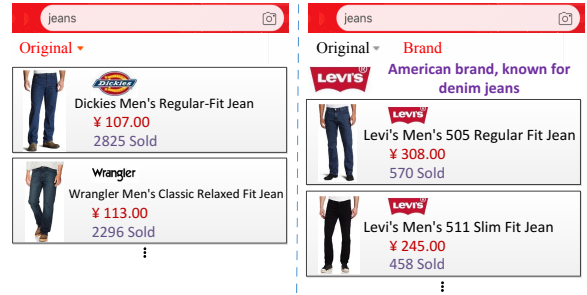 jeans
Original
Dickies
Dickies Men's Regular-Fit Jean
¥ 107.00
2825 Sold
Wrangler
Wrangler Men's Classic Relaxed Fit Jean
¥ 113.00
2296 Sold
jeans
Original Brand
LEVI'S®
American brand, known for
denim jeans
LEVI'S
Levi's Men's 505 Regular Fit Jean
¥ 308.00
570 Sold
LEVI'S
Levi's Men's 511 Slim Fit Jean
¥ 245.00
458 Sold